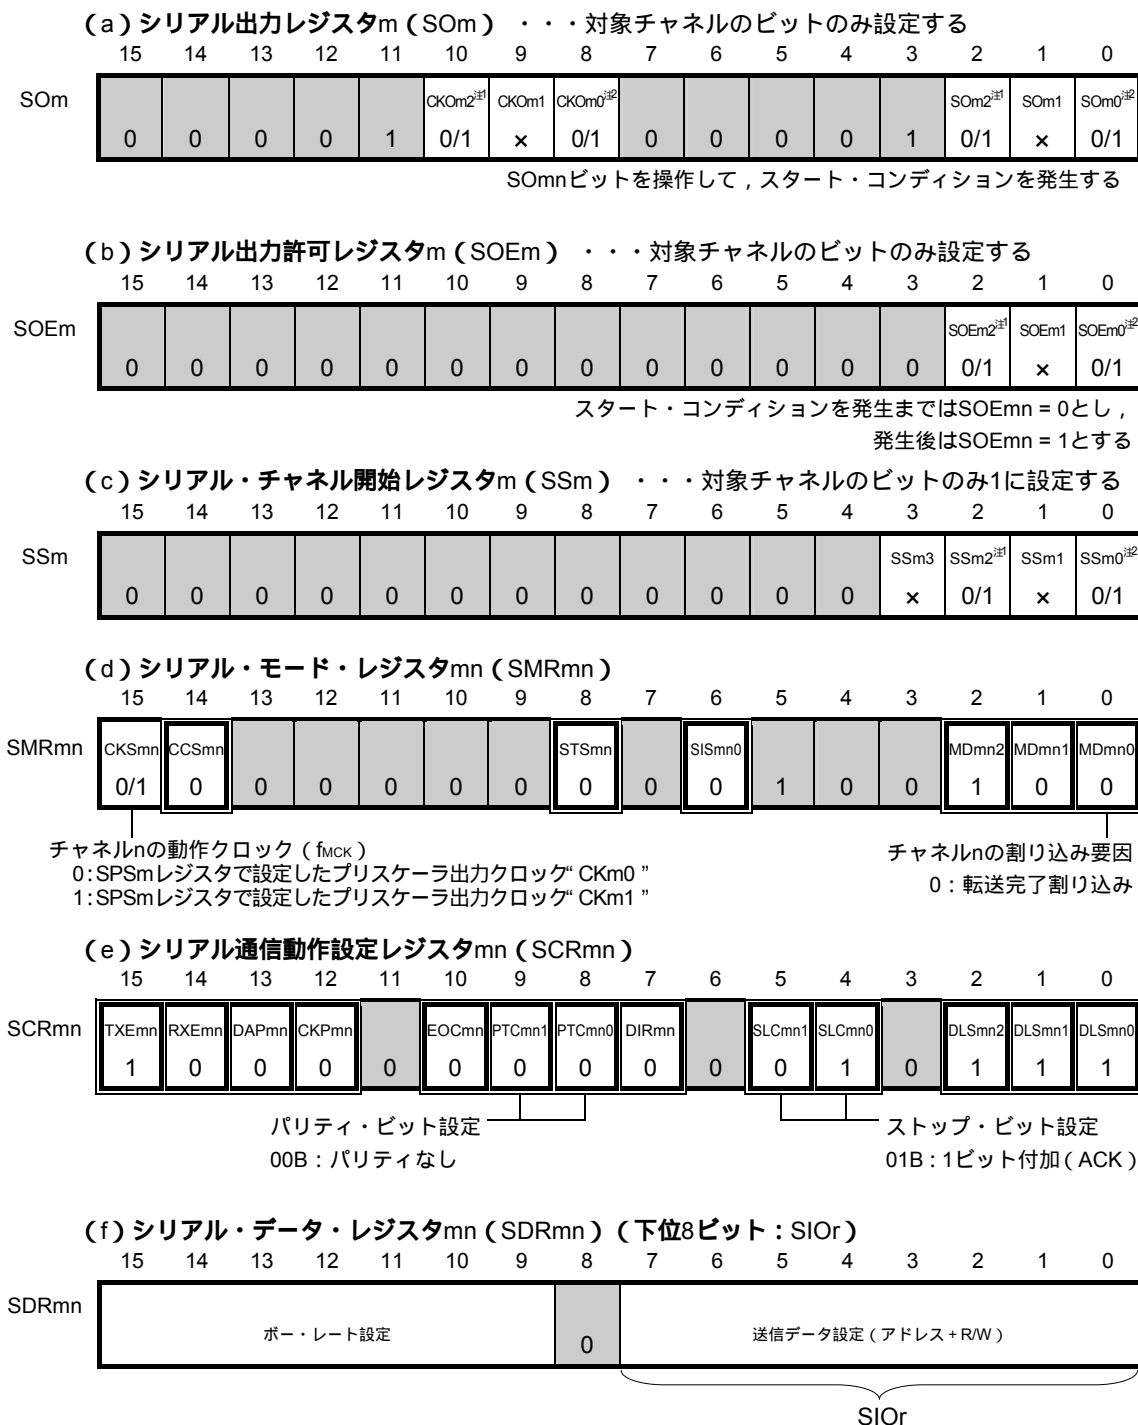 (a)シリアル出力レジスタm(SOm) ・・・対象チャネルのビットのみ設定する
15 14 13 12 11 10 9 8 7 6 5 4 3 2 1 0
SOm
CKOm2注1 CKOm1 CKOm0注2 SOm2注1 SOm1 SOm0注2
0 0 0 0 1 0/1 × 0/1 0 0 0 0 1 0/1 × 0/1
SOmnビットを操作して,スタート・コンディションを発生する
(b)シリアル出力許可レジスタm(SOEm) ・・・対象チャネルのビットのみ設定する
15 14 13 12 11 10 9 8 7 6 5 4 3 2 1 0
SOEm
SOEm2注1 SOEm1 SOEm0注2
0 0 0 0 0 0 0 0 0 0 0 0 0 0/1 × 0/1
スタート・コンディションを発生まではSOEmn = 0とし,
発生後はSOEmn = 1とする
(c)シリアル・チャネル開始レジスタm(SSm) ・・・対象チャネルのビットのみ1に設定する
15 14 13 12 11 10 9 8 7 6 5 4 3 2 1 0
SSm
SSm3 SSm2注1 SSm1 SSm0注2
0 0 0 0 0 0 0 0 0 0 0 0 × 0/1 × 0/1
(d)シリアル・モード・レジスタmn(SMRmn)
15 14 13 12 11 10 9 8 7 6 5 4 3 2 1 0
SMRmn
CKSmn CCSmn STSmn SISmn0 MDmn2 MDmn1 MDmn0
0/1 0 0 0 0 0 0 0 0 0 1 0 0 1 0 0
チャネルnの動作クロック(fMCK)
0:SPSmレジスタで設定したプリスケーラ出力クロック“CKm0”
1:SPSmレジスタで設定したプリスケーラ出力クロック“CKm1”
チャネルnの割り込み要因
0:転送完了割り込み
(e)シリアル通信動作設定レジスタmn(SCRmn)
15 14 13 12 11 10 9 8 7 6 5 4 3 2 1 0
SCRmn
TXEmn RXEmn DAPmn CKPmn EOCmn PTCmn1 PTCmn0 DIRmn SLCmn1 SLCmn0 DLSmn2 DLSmn1 DLSmn0
1 0 0 0 0 0 0 0 0 0 0 1 0 1 1 1
パリティ・ビット設定
00B:パリティなし
ストップ・ビット設定
01B:1ビット付加(ACK)
(f)シリアル・データ・レジスタmn(SDRmn)(下位8ビット:SIOr)
15 14 13 12 11 10 9 8 7 6 5 4 3 2 1 0
SDRmn
ボー・レート設定 0 送信データ設定(アドレス+R/W)
SIOr